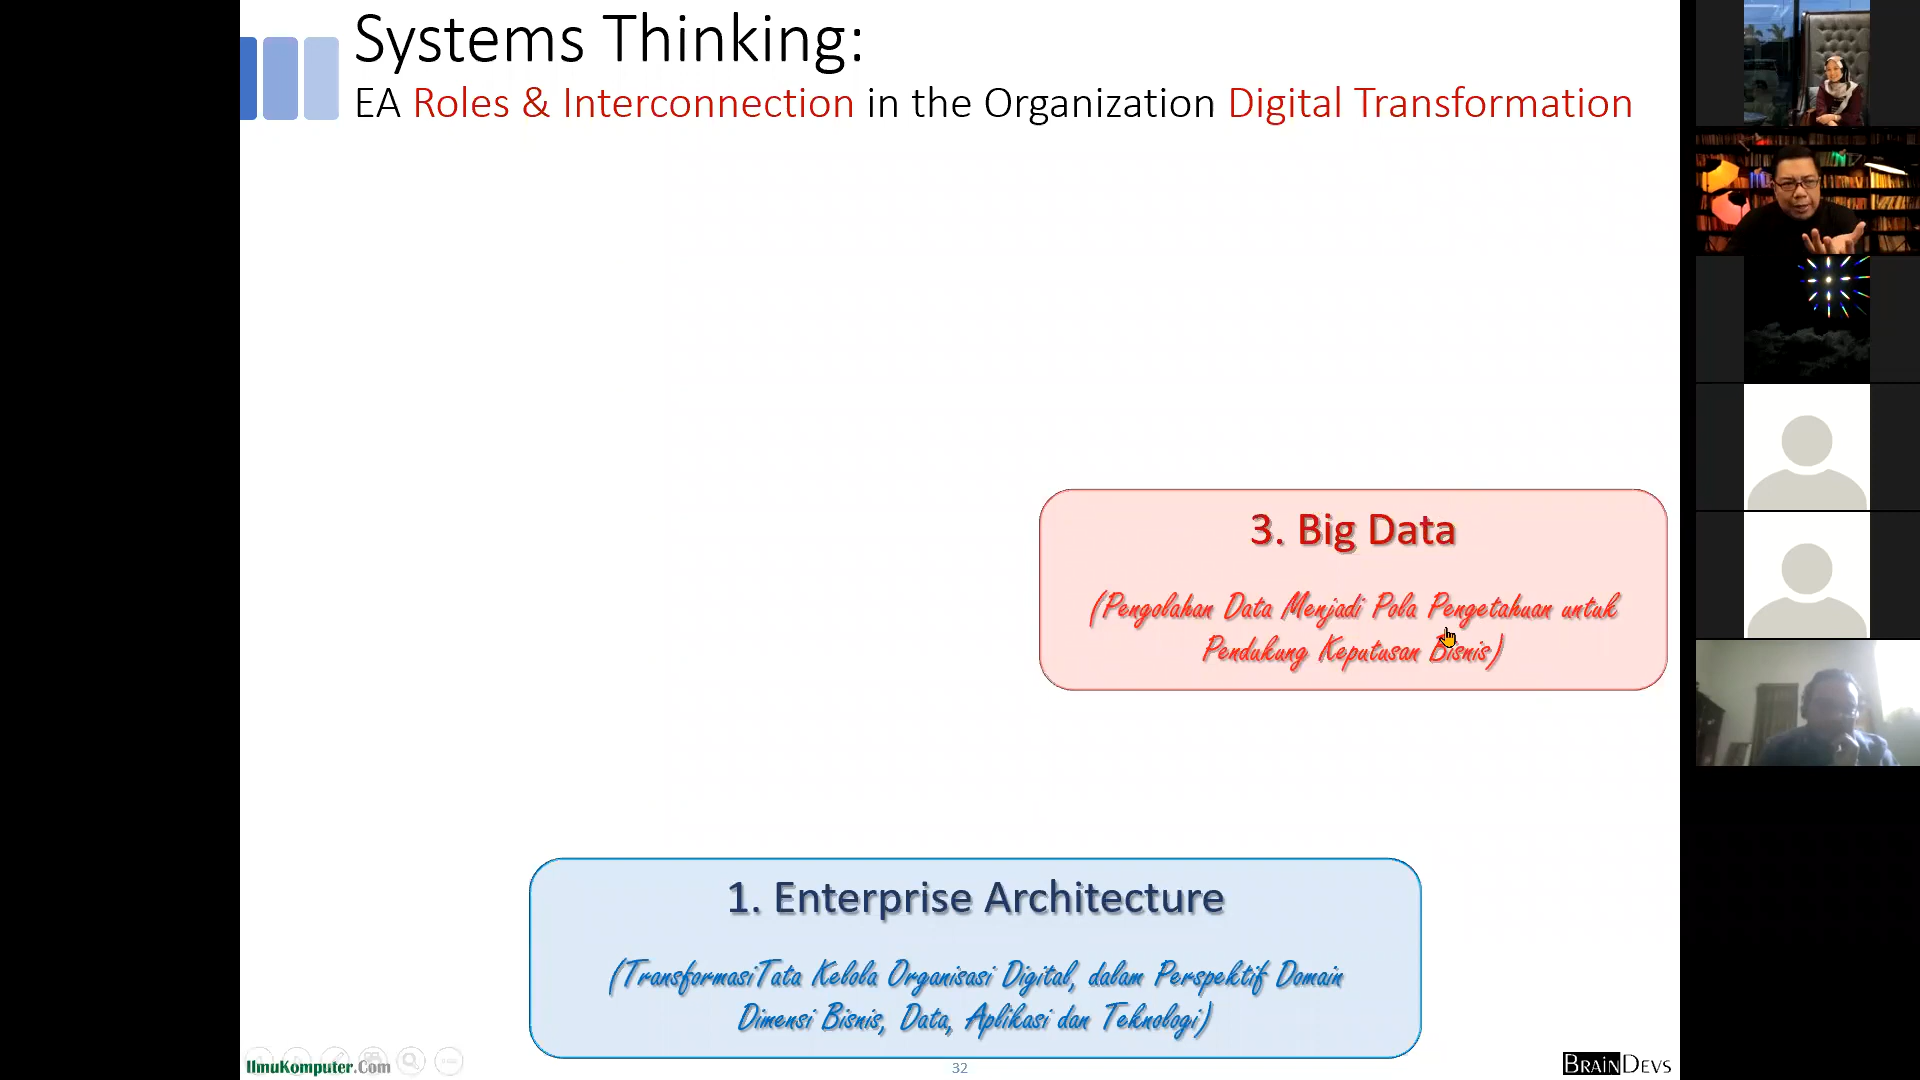 Systems Thinking:
EA Roles & Interconnection in the Organization Digital Transformation
3. Big Data
(Pengolahan Data Menjadi Pola Pengetahuan untuk
Pendukung Keputusan Bisnis)
1. Enterprise Architecture
(TransformasiTata Kelola Organisasi Digital, dalam Perspektif Domain
Dimensi Bisnis, Data, Aplikasi dan Teknologi)
IlmuKomputer.Com
32
BRAINDEVS